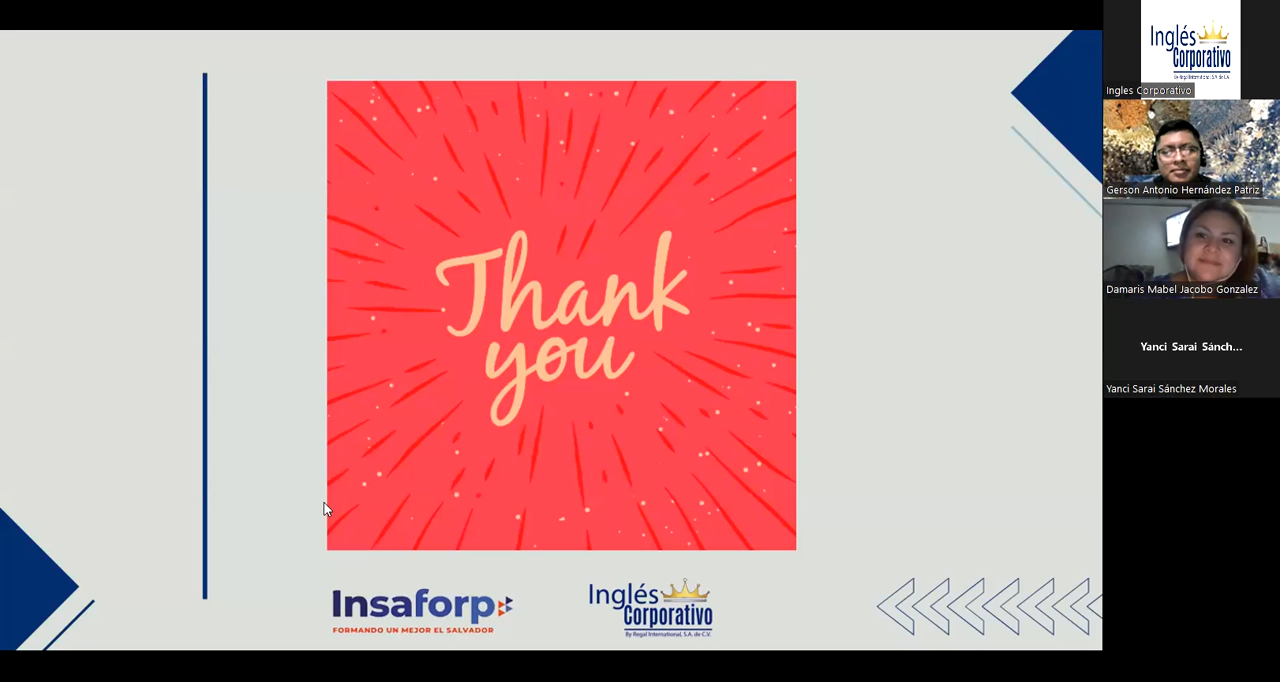 Thank
you
Insaforp
FORMANDO UN MEJOR EL SALVADOR
Inglés
Corporativo
By Regal International, S.A. de C.V.
Inglés
Corporativo
By Regal International, S.A. de C.V.
Ingles Corporativo
Gerson Antonio Hernández Patriz
Damaris Mabel Jacobo Gonzalez
Yanci Sarai Sánch...
Yanci Sarai Sánchez Morales